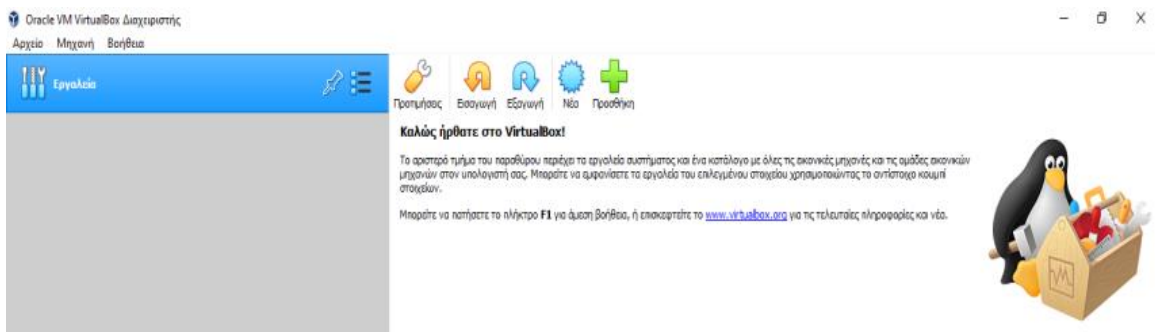 Oracle VM VirtualBox Διαχειριστής
Αρχείο Μηχανή Βοήθεια
Εργαλεία
Προτιμήσεις Εισαγωγή Εξαγωγή Νέα Προσθήκη
Καλώς ήρθατε στο VirtualBox!
Το αριστερό τμήμα του παραθύρου περιέχει τα εργαλεία συστήματος και ένα κατάλογο με όλες τις εικονικές μηχανές και τις ομάδες εικονικών
μηχανών στον υπολογιστή σας. Μπορείτε να εμφανίσετε τα εργαλεία του επιλεγμένου στοιχείου χρησιμοποιώντας το αντίστοιχο κουμπί
στοιχείων.
Μπορείτε να πατήσετε το πλήκτρο F1 για άμεση βοήθεια, ή επισκεφτείτε το www.virtualbox.org για τις τελευταίες πληροφορίες και νέα.